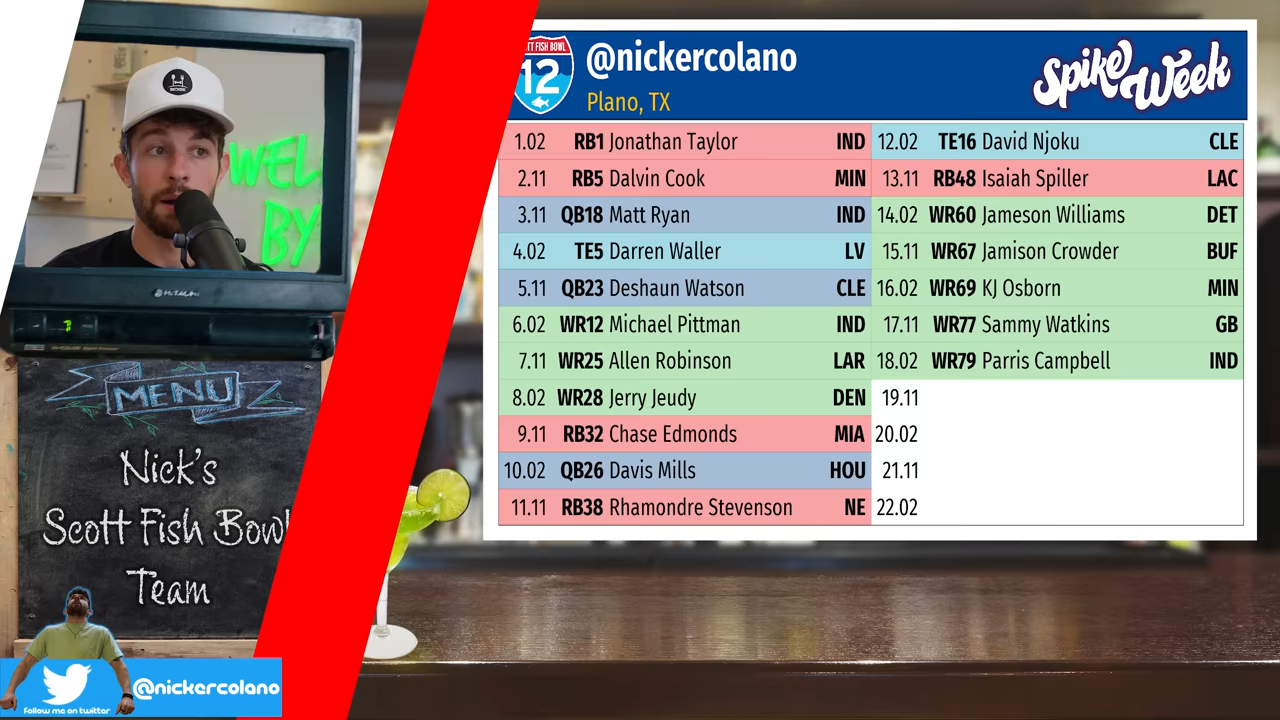 WEL
BY
MENU
Nick's
Scott Fish Bowl
Team
follow me on twitter
@nickercolano
SCOTT FISH BOWL
12
@nickercolano
Plano, TX
Spike Week
1.02 RB1 Jonathan Taylor IND
2.11 RB5 Dalvin Cook MIN
3.11 QB18 Matt Ryan IND
4.02 TE5 Darren Waller LV
5.11 QB23 Deshaun Watson CLE
6.02 WR12 Michael Pittman IND
7.11 WR25 Allen Robinson LAR
8.02 WR28 Jerry Jeudy DEN
9.11 RB32 Chase Edmonds MIA
10.02 QB26 Davis Mills HOU
11.11 RB38 Rhamondre Stevenson NE
12.02 TE16 David Njoku CLE
13.11 RB48 Isaiah Spiller LAC
14.02 WR60 Jameson Williams DET
15.11 WR67 Jamison Crowder BUF
16.02 WR69 KJ Osborn MIN
17.11 WR77 Sammy Watkins GB
18.02 WR79 Parris Campbell IND
19.11
20.02
21.11
22.02